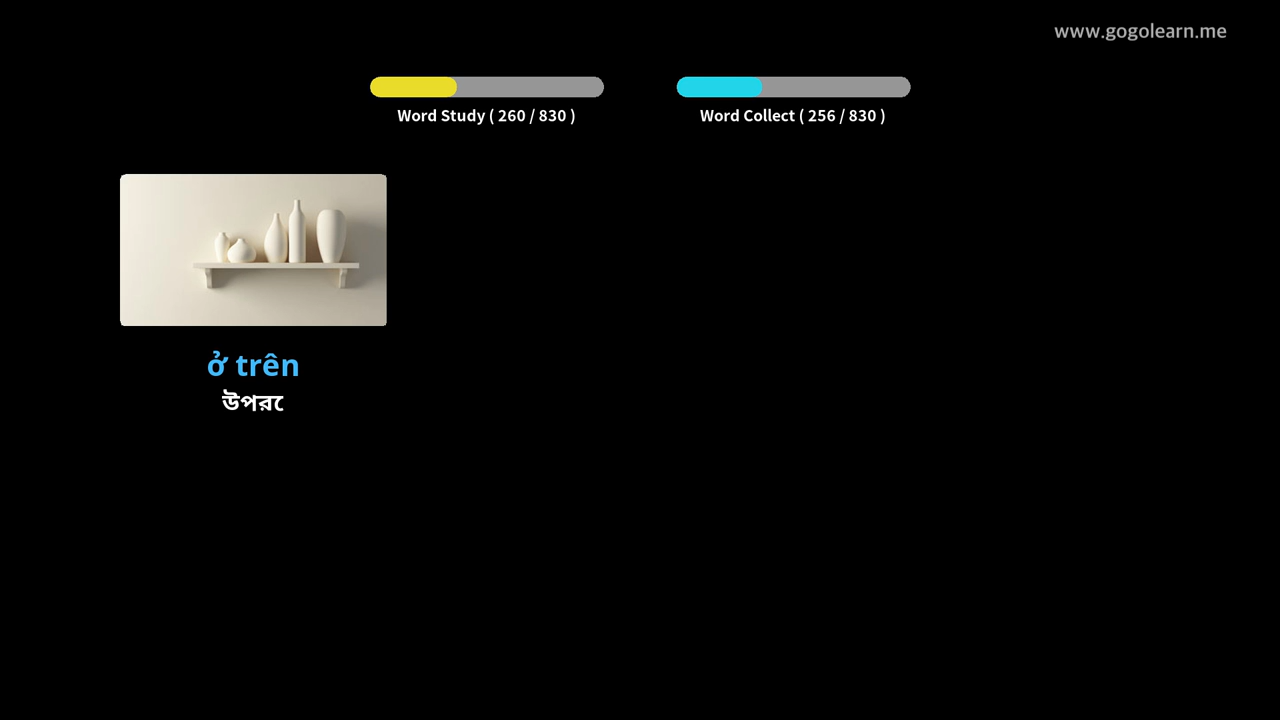 www.gogolearn.me
Word Study ( 260 / 830 )
Word Collect ( 256 / 830 )
ở trên
উপরে